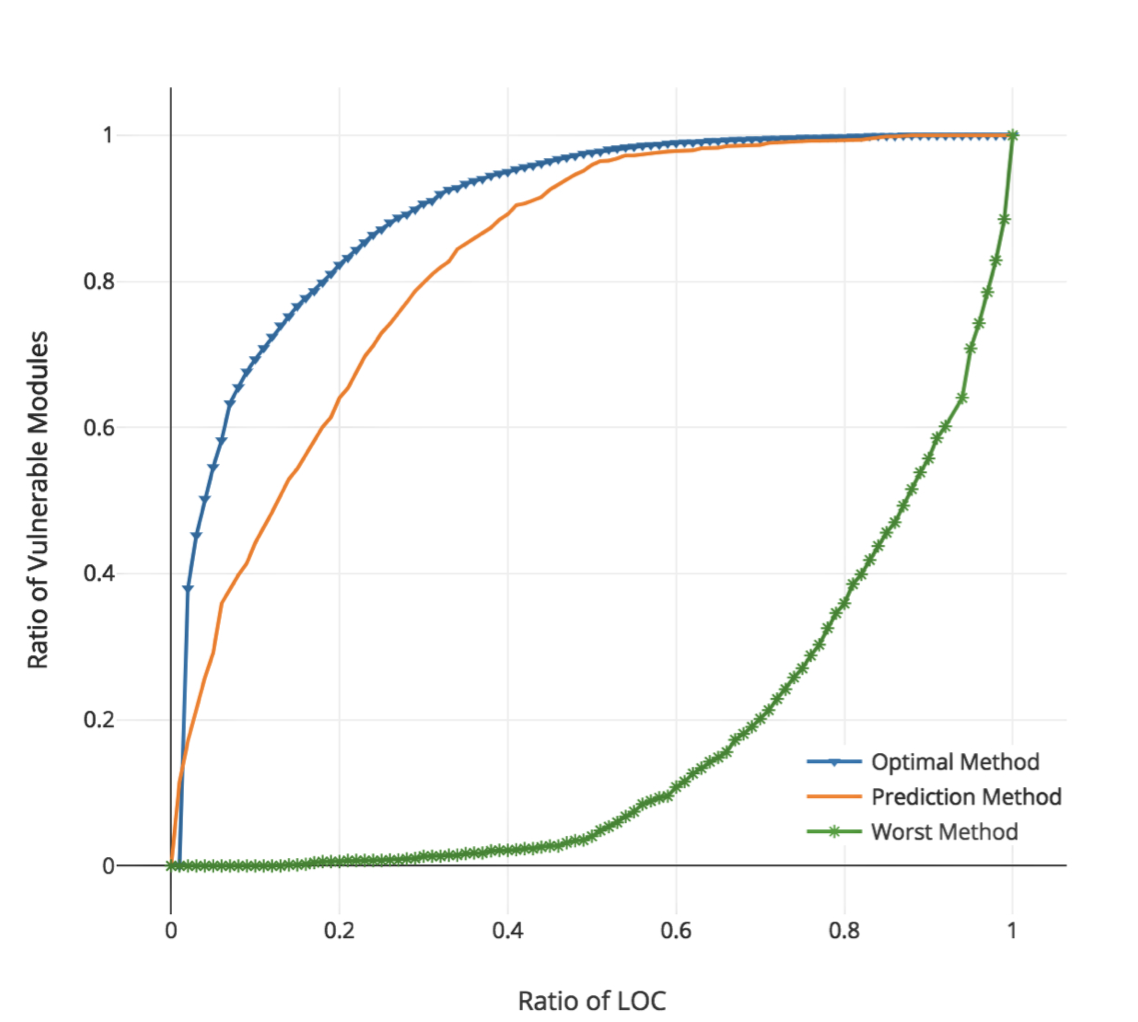 Ratio of Vulnerable Modules
1
0.8
0.6
0.4
0.2
0
Optimal Method
Prediction Method
Worst Method
0 0.2 0.4 0.6 0.8 1
Ratio of LOC